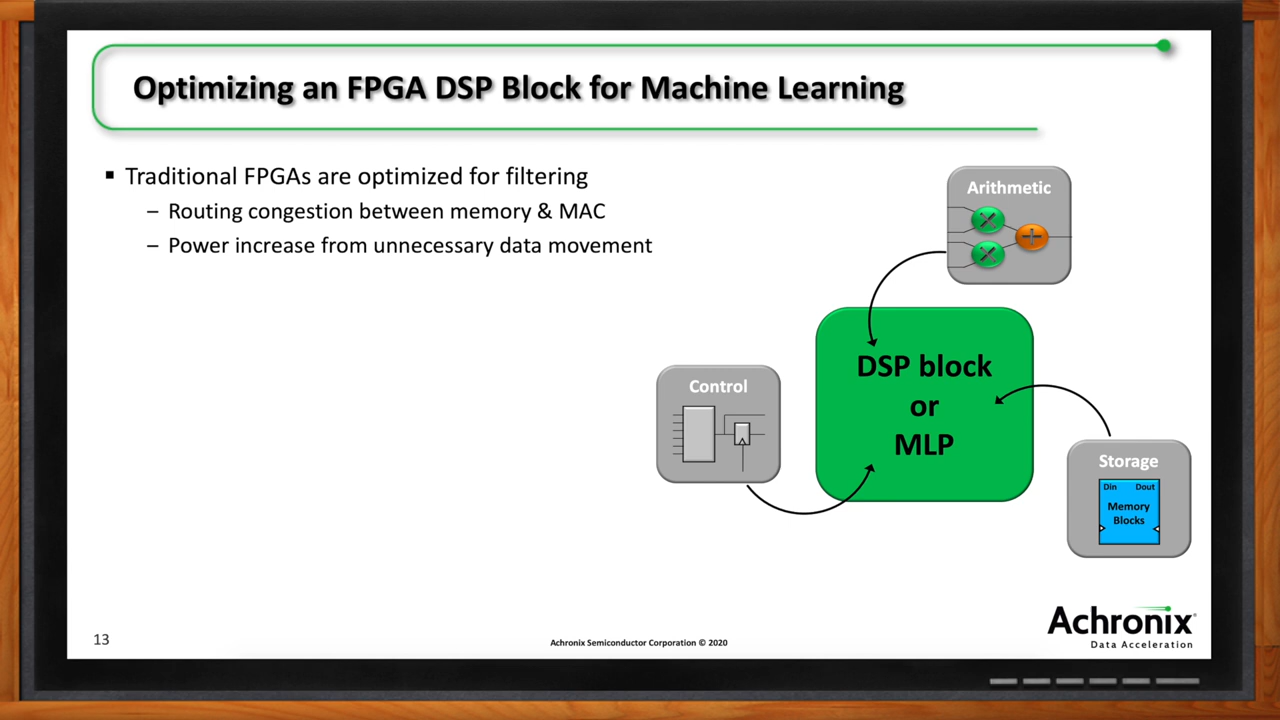 Optimizing an FPGA DSP Block for Machine Learning
▪ Traditional FPGAs are optimized for filtering
– Routing congestion between memory & MAC
– Power increase from unnecessary data movement
Arithmetic
DSP block
or
MLP
Control
Storage
Din Dout
Memory
Blocks
13
Achronix Semiconductor Corporation © 2020
Achronix®
Data Acceleration